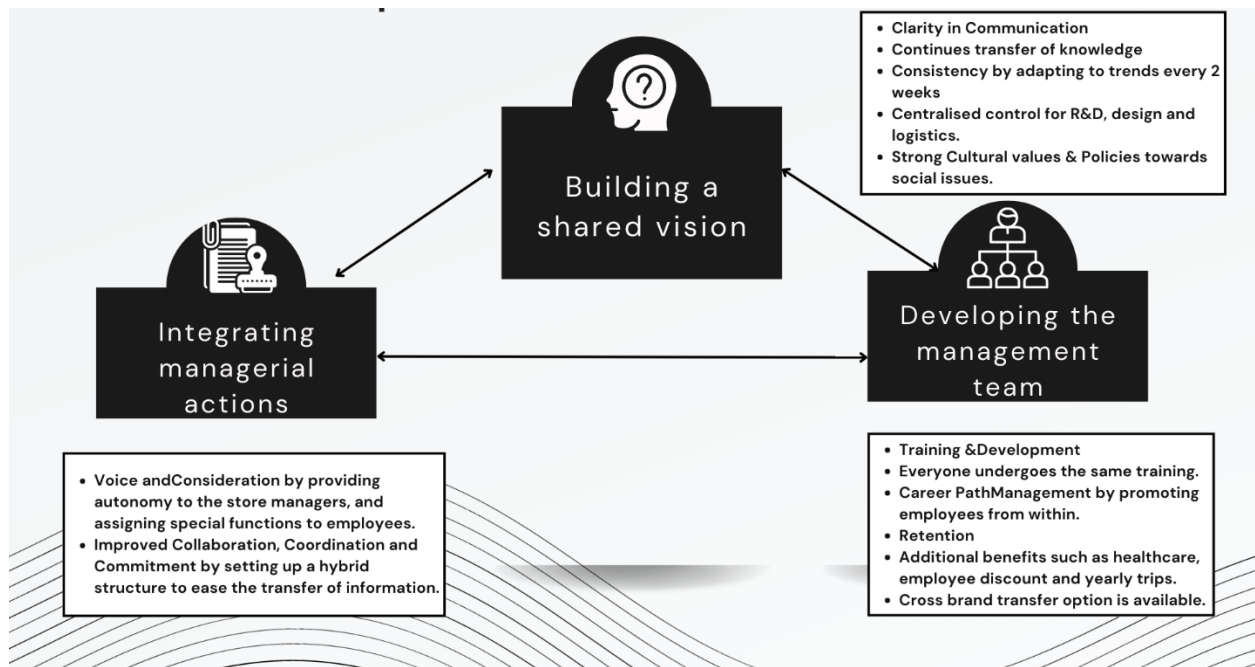 • Clarity in Communication
• Continues transfer of knowledge
• Consistency by adapting to trends every 2
weeks
• Centralised control for R&D, design and
logistics.
• Strong Cultural values & Policies towards
social issues.
Building a
shared vision
Integrating
managerial
actions
Developing the
management
team
• Voice andConsideration by providing
autonomy to the store managers, and
assigning special functions to employees.
• Improved Collaboration, Coordination and
Commitment by setting up a hybrid
structure to ease the transfer of information.
• Training &Development
• Everyone undergoes the same training.
• Career PathManagement by promoting
employees from within.
• Retention
• Additional benefits such as healthcare,
employee discount and yearly trips.
• Cross brand transfer option is available.